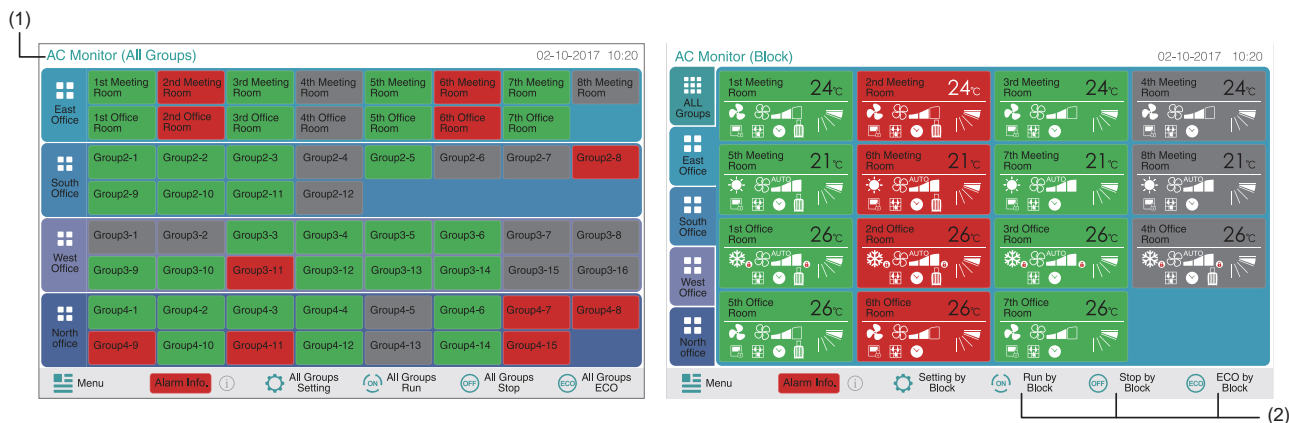 (1)
AC Monitor (All Groups)
02-10-2017 10:20
East
Office
1st Meeting
Room
2nd Meeting
Room
3rd Meeting
Room
4th Meeting
Room
5th Meeting
Room
6th Meeting
Room
7th Meeting
Room
8th Meeting
Room
1st Office
Room
2nd Office
Room
3rd Office
Room
4th Office
Room
5th Office
Room
6th Office
Room
7th Office
Room
South
Office
Group2-1
Group2-2
Group2-3
Group2-4
Group2-5
Group2-6
Group2-7
Group2-8
Group2-9
Group2-10
Group2-11
Group2-12
West
Office
Group3-1
Group3-2
Group3-3
Group3-4
Group3-5
Group3-6
Group3-7
Group3-8
Group3-9
Group3-10
Group3-11
Group3-12
Group3-13
Group3-14
Group3-15
Group3-16
North
office
Group4-1
Group4-2
Group4-3
Group4-4
Group4-5
Group4-6
Group4-7
Group4-8
Group4-9
Group4-10
Group4-11
Group4-12
Group4-13
Group4-14
Group4-15
Menu
Alarm Info.
i
All Groups
Setting
ON
All Groups
Run
OFF
All Groups
Stop
ECO
All Groups
ECO
AC Monitor (Block)
02-10-2017 10:20
ALL
Groups
East
Office
South
Office
West
Office
North
office
1st Meeting
Room
24℃
2nd Meeting
Room
24℃
3rd Meeting
Room
24℃
4th Meeting
Room
24℃
5th Meeting
Room
21℃
AUTO
6th Meeting
Room
21℃
AUTO
7th Meeting
Room
21℃
AUTO
8th Meeting
Room
21℃
AUTO
1st Office
Room
26℃
AUTO
2nd Office
Room
26℃
AUTO
3rd Office
Room
26℃
AUTO
4th Office
Room
26℃
AUTO
5th Office
Room
26℃
6th Office
Room
26℃
7th Office
Room
26℃
Menu
Alarm Info.
i
Setting by
Block
ON
Run by
Block
OFF
Stop by
Block
ECO
ECO by
Block
(2)